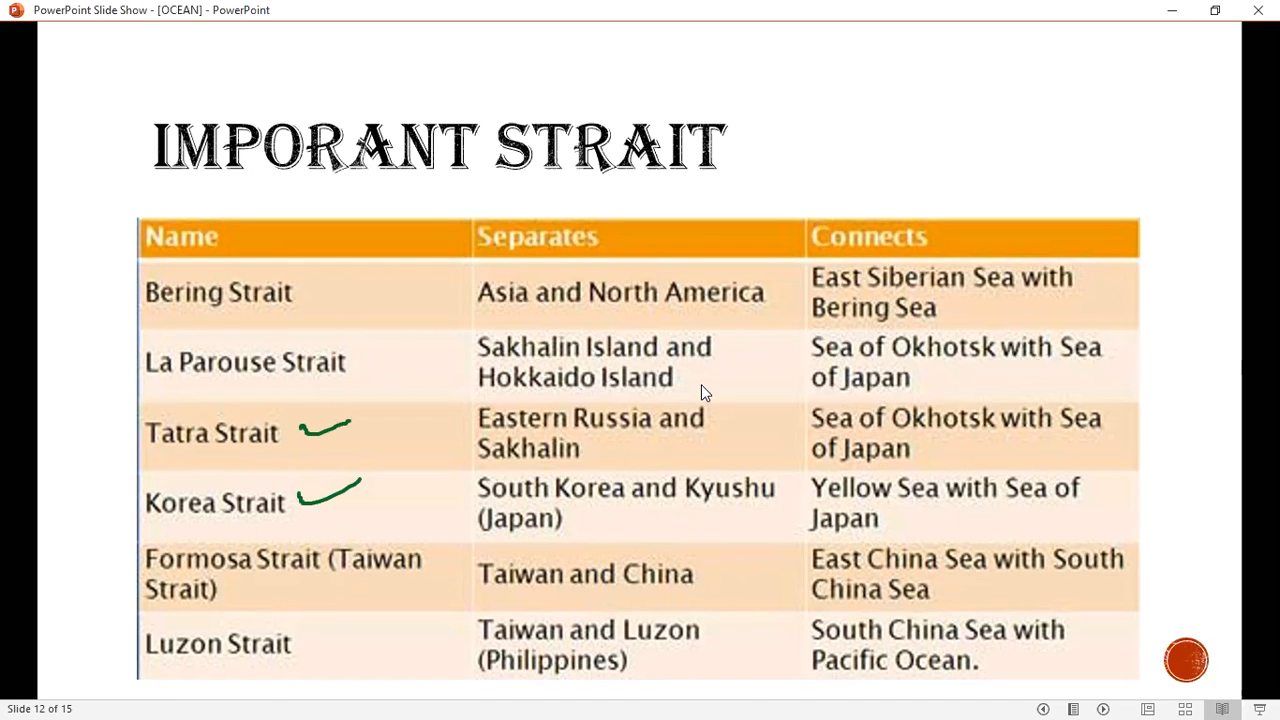 PowerPoint Slide Show - [OCEAN] - PowerPoint
IMPORANT STRAIT
Name Separates Connects
Bering Strait Asia and North America East Siberian Sea with
Bering Sea
La Parouse Strait Sakhalin Island and Sea of Okhotsk with Sea
Hokkaido Island of Japan
Tatra Strait Eastern Russia and Sea of Okhotsk with Sea
Sakhalin of Japan
Korea Strait South Korea and Kyushu Yellow Sea with Sea of
(Japan) Japan
Formosa Strait (Taiwan East China Sea with South
Strait) Taiwan and China China Sea
Luzon Strait Taiwan and Luzon South China Sea with
(Philippines) Pacific Ocean.
Slide 12 of 15